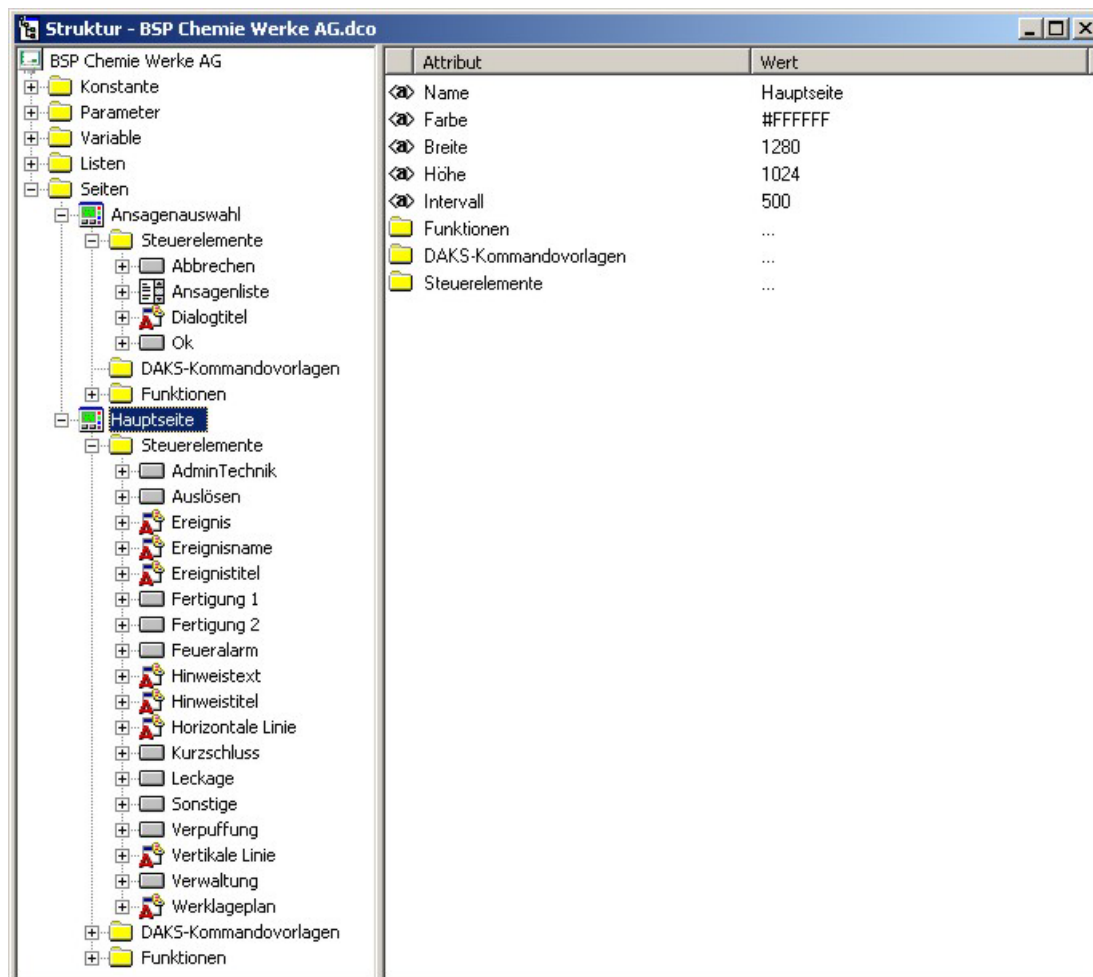 Struktur - BSP Chemie Werke AG.dco
BSP Chemie Werke AG
Konstante
Parameter
Variable
Listen
Seiten
Ansagenauswahl
Steuerelemente
Abbrechen
Ansagenliste
Dialogtitel
Ok
DAKS-Kommandovorlagen
Funktionen
Hauptseite
Steuerelemente
AdminTechnik
Auslösen
Ereignis
Ereignisname
Ereignistitel
Fertigung 1
Fertigung 2
Feueralarm
Hinweistext
Hinweistitel
Horizontale Linie
Kurzschluss
Leckage
Sonstige
Verpuffung
Vertikale Linie
Verwaltung
Werklageplan
DAKS-Kommandovorlagen
Funktionen
Attribut Wert
<a> Name Hauptseite
<a> Farbe #FFFFFF
<a> Breite 1280
<a> Höhe 1024
<a> Intervall 500
Funktionen ...
DAKS-Kommandovorlagen ...
Steuerelemente ...